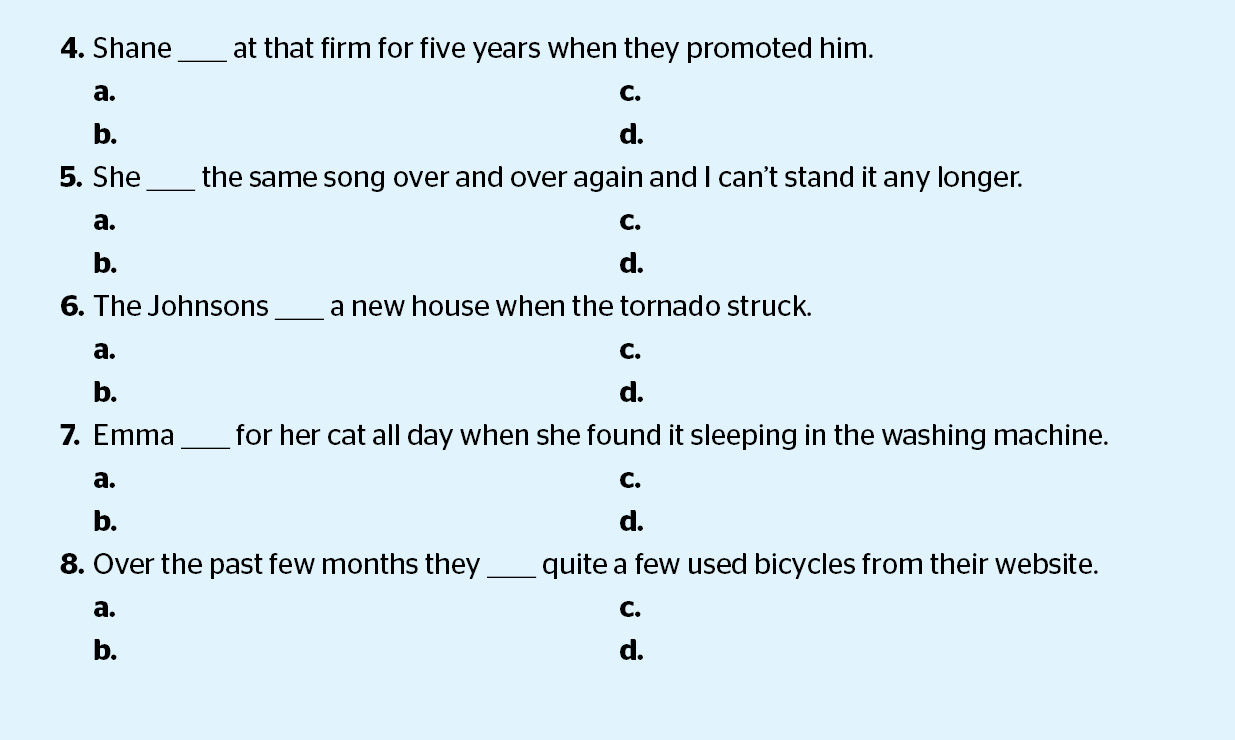 4. Shane ____ at that firm for five years when they promoted him.
a. c.
b. d.
5. She ____ the same song over and over again and I can’t stand it any longer.
a. c.
b. d.
6. The Johnsons ____ a new house when the tornado struck.
a. c.
b. d.
7. Emma ____ for her cat all day when she found it sleeping in the washing machine.
a. c.
b. d.
8. Over the past few months they ____ quite a few used bicycles from their website.
a. c.
b. d.